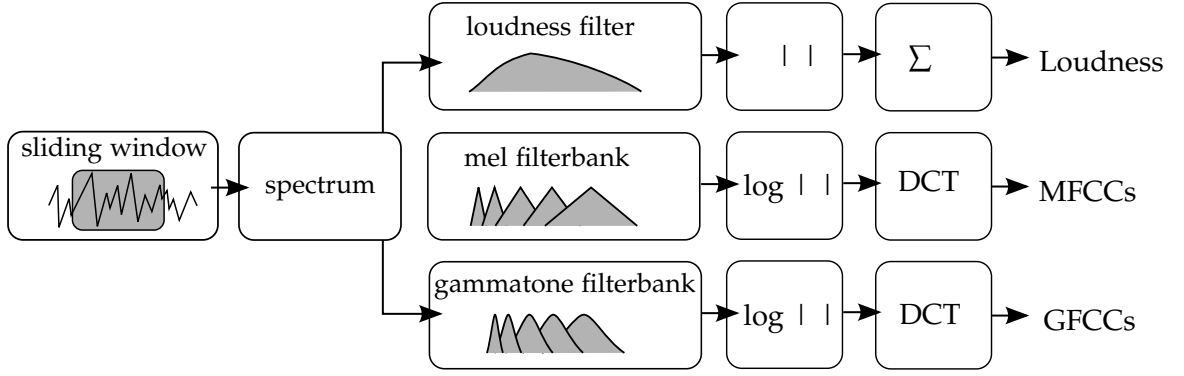 loudness filter
| |
Σ
Loudness
sliding window
spectrum
mel filterbank
log | |
DCT
MFCCs
gammatone filterbank
log | |
DCT
GFCCs